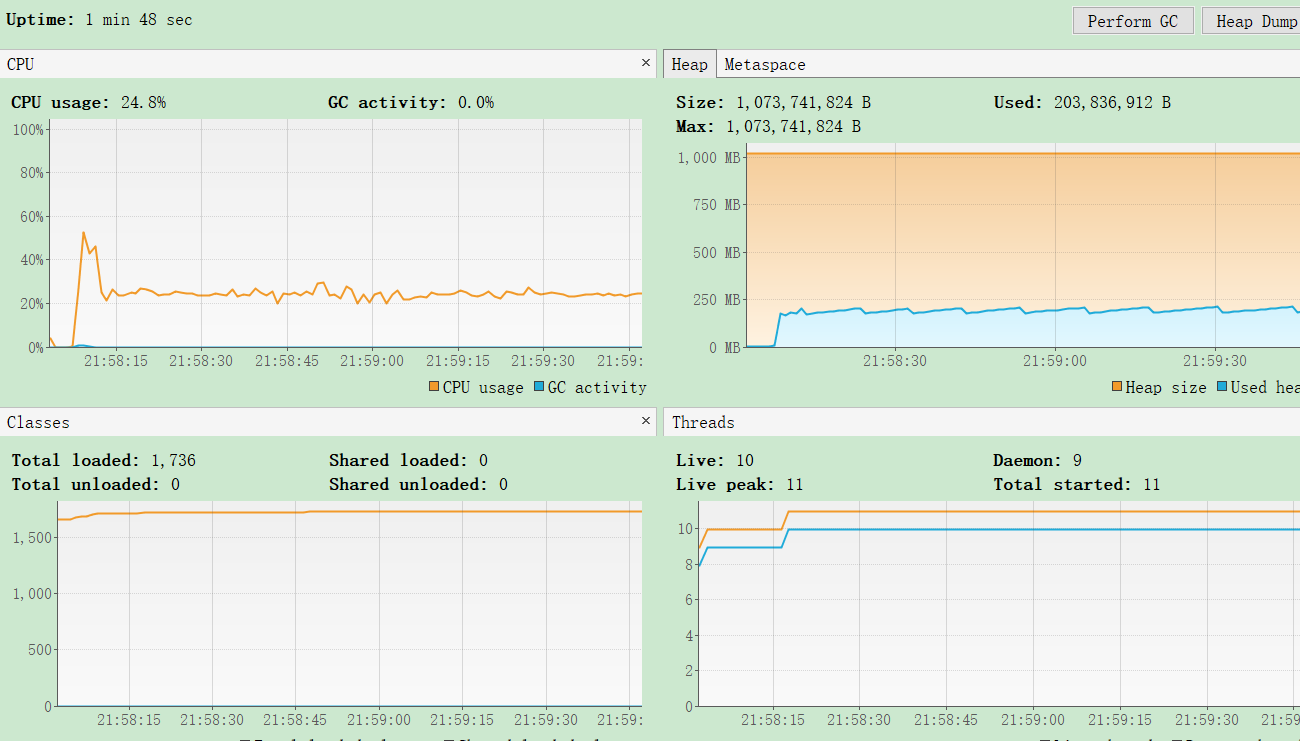 Uptime: 1 min 48 sec
Perform GC
Heap Dump
CPU ×
CPU usage: 24.8% GC activity: 0.0%
100%
80%
60%
40%
20%
0%
21:58:15 21:58:30 21:58:45 21:59:00 21:59:15 21:59:30 21:59:
CPU usage GC activity
Heap Metaspace
Size: 1,073,741,824 B Used: 203,836,912 B
Max: 1,073,741,824 B
1,000 MB
750 MB
500 MB
250 MB
0 MB
21:58:30 21:59:00 21:59:30
Heap size Used hea
Classes ×
Total loaded: 1,736 Shared loaded: 0
Total unloaded: 0 Shared unloaded: 0
1,500
1,000
500
0
21:58:15 21:58:30 21:58:45 21:59:00 21:59:15 21:59:30 21:59:
Threads
Live: 10 Daemon: 9
Live peak: 11 Total started: 11
10
8
6
4
2
0
21:58:15 21:58:30 21:58:45 21:59:00 21:59:15 21:59:30 21:59: